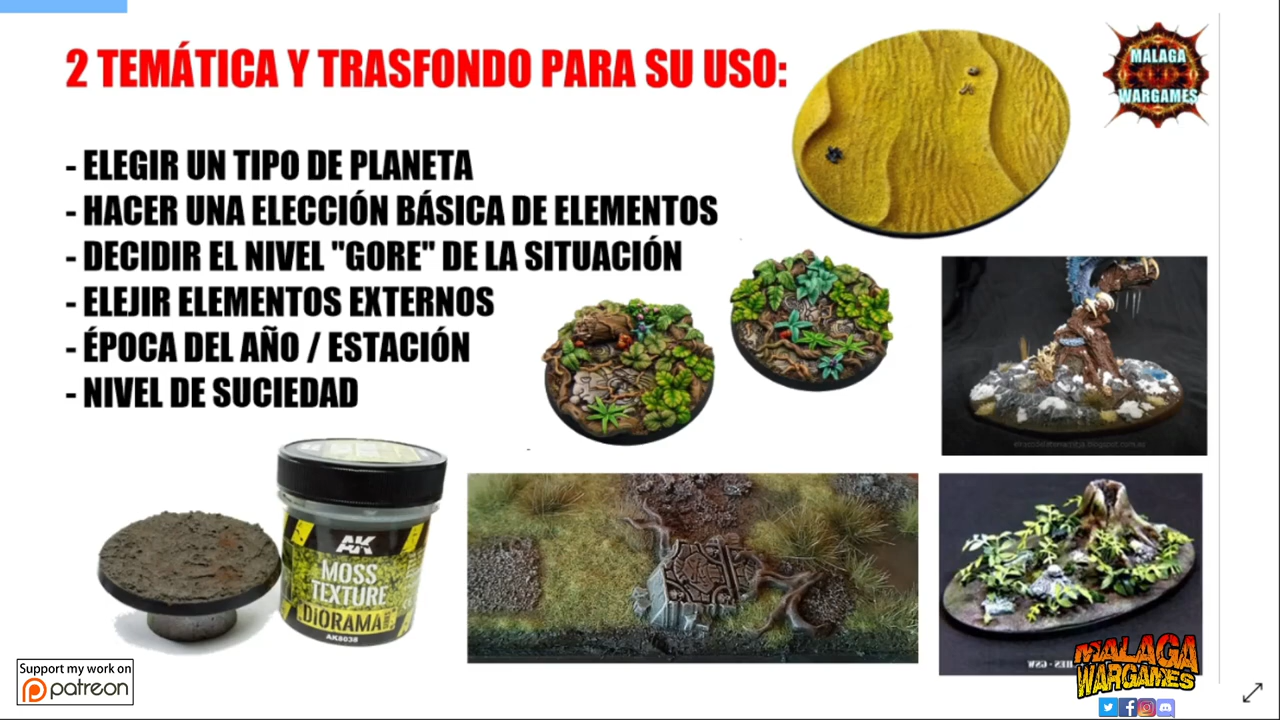 2 TEMÁTICA Y TRASFONDO PARA SU USO:
MALAGA
WARGAMES
- ELEGIR UN TIPO DE PLANETA
- HACER UNA ELECCIÓN BÁSICA DE ELEMENTOS
- DECIDIR EL NIVEL "GORE" DE LA SITUACIÓN
- ELEJIR ELEMENTOS EXTERNOS
- ÉPOCA DEL AÑO / ESTACIÓN
- NIVEL DE SUCIEDAD
AK
MOSS
TEXTURE
DIORAMA
AK8038
MALAGA
WARGAMES
Support my work on
patreon